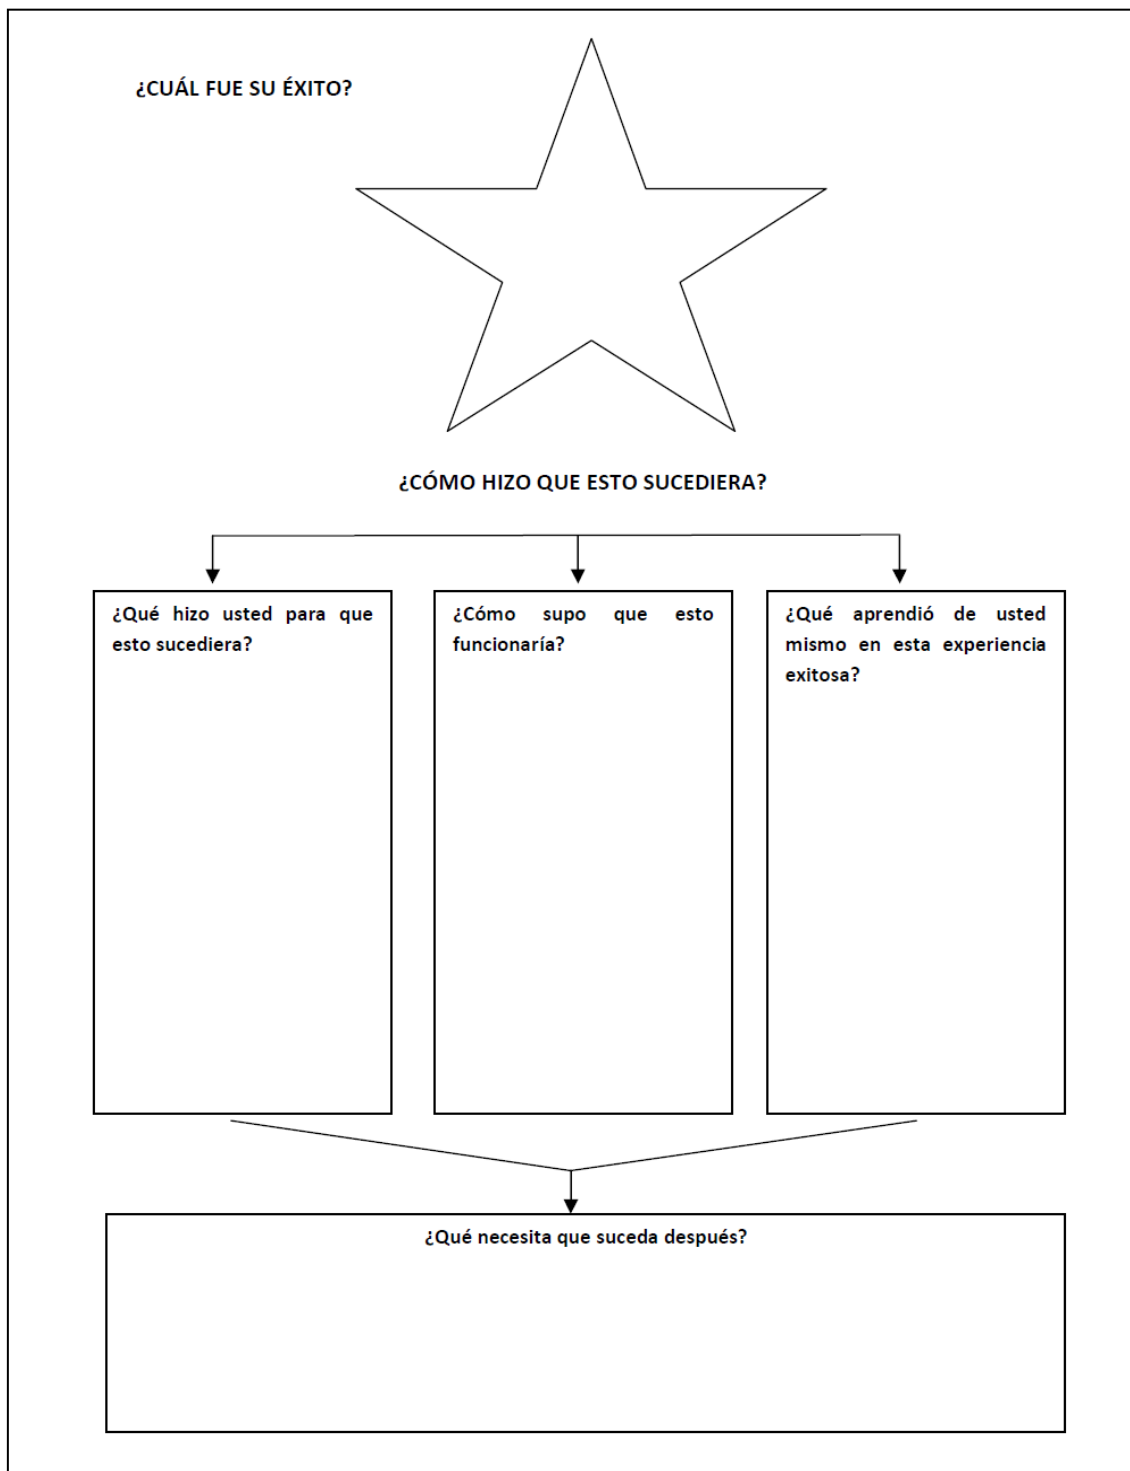 ¿CUÁL FUE SU ÉXITO?
¿CÓMO HIZO QUE ESTO SUCEDIERA?
¿Qué hizo usted para que
esto sucediera?
¿Cómo supo que esto
funcionaría?
¿Qué aprendió de usted
mismo en esta experiencia
exitosa?
¿Qué necesita que suceda después?